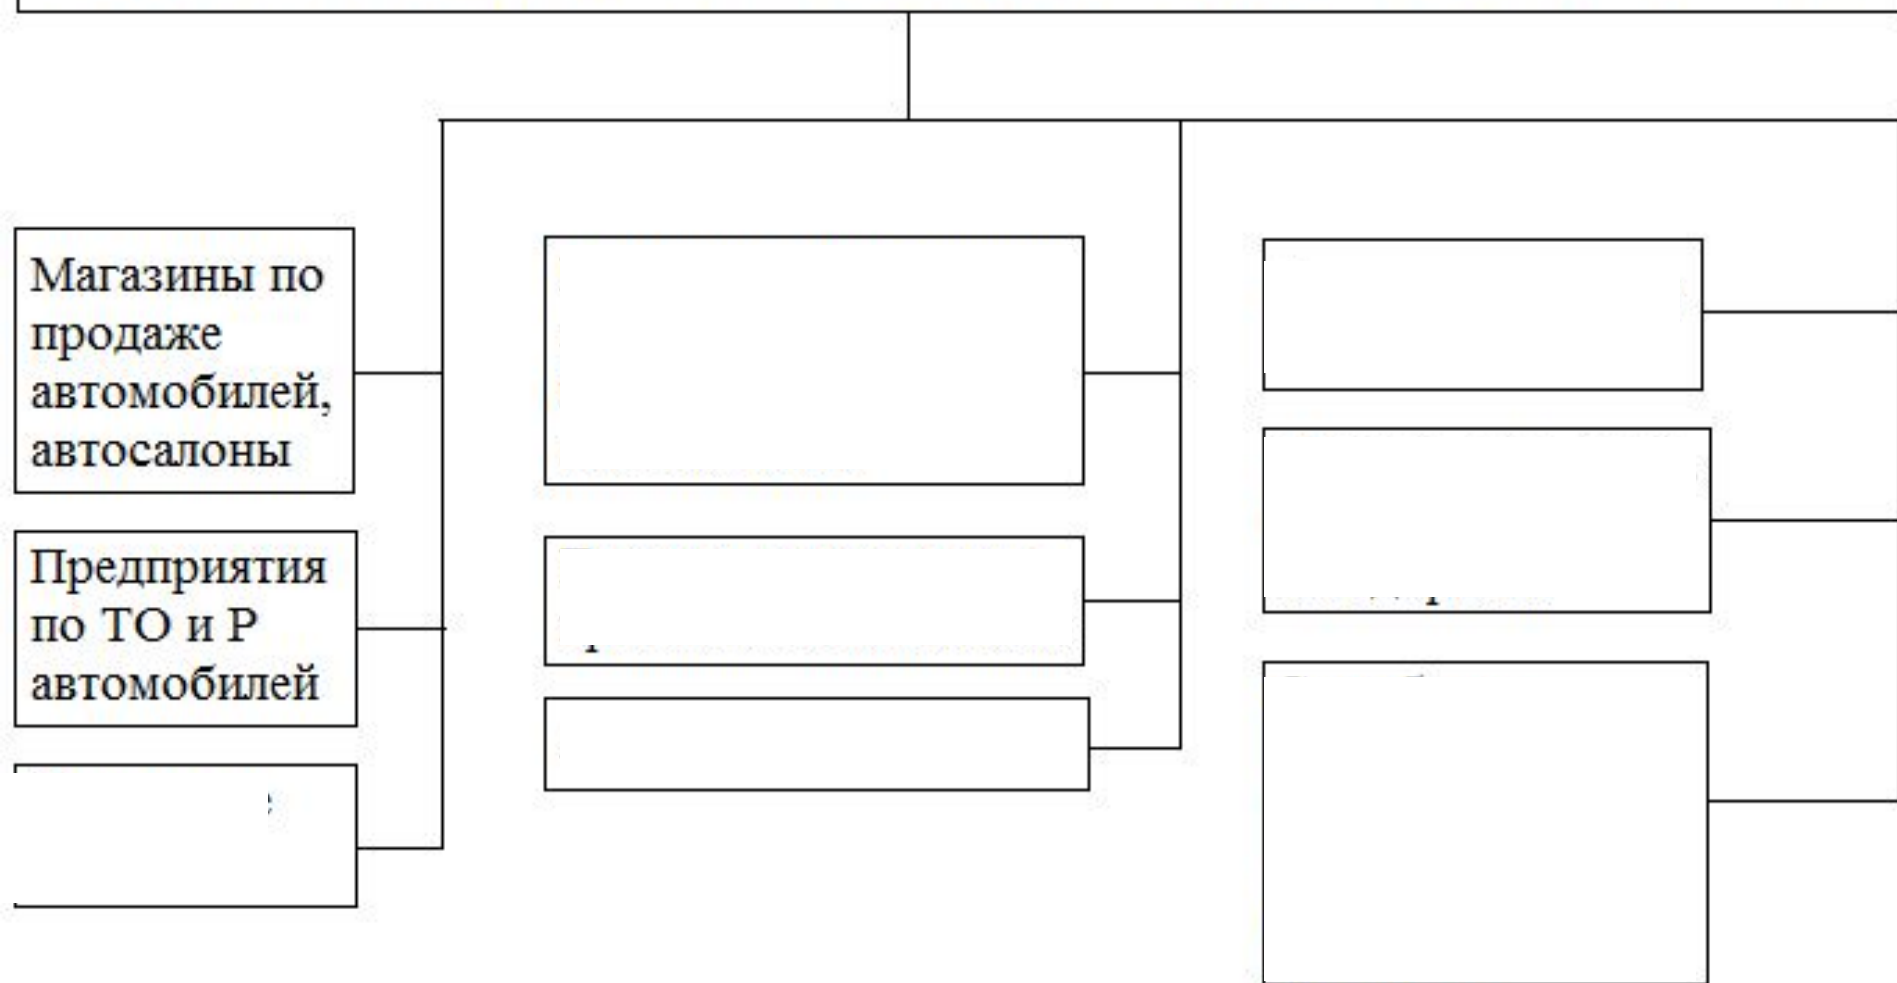 Магазины по
продаже
автомобилей,
автосалоны
Предприятия
по ТО и Р
автомобилей